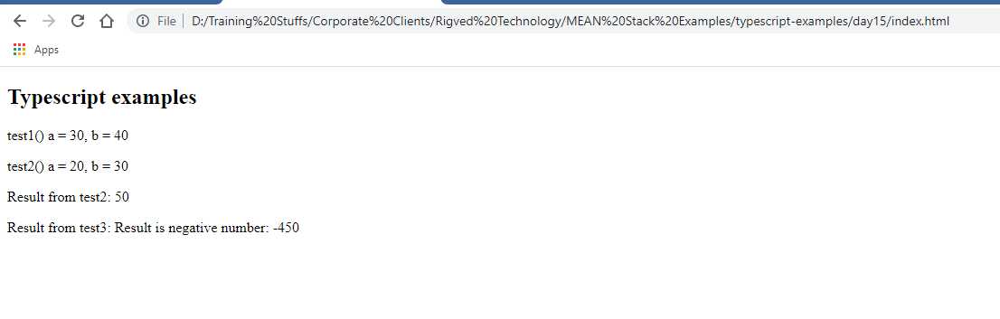 File
D:/Training%20Stuffs/Corporate%20Clients/Rigved%20Technology/MEAN%20Stack%20Examples/typescript-examples/day15/index.html
Apps
Typescript examples
test1() a = 30, b = 40
test2() a = 20, b = 30
Result from test2: 50
Result from test3: Result is negative number: -450